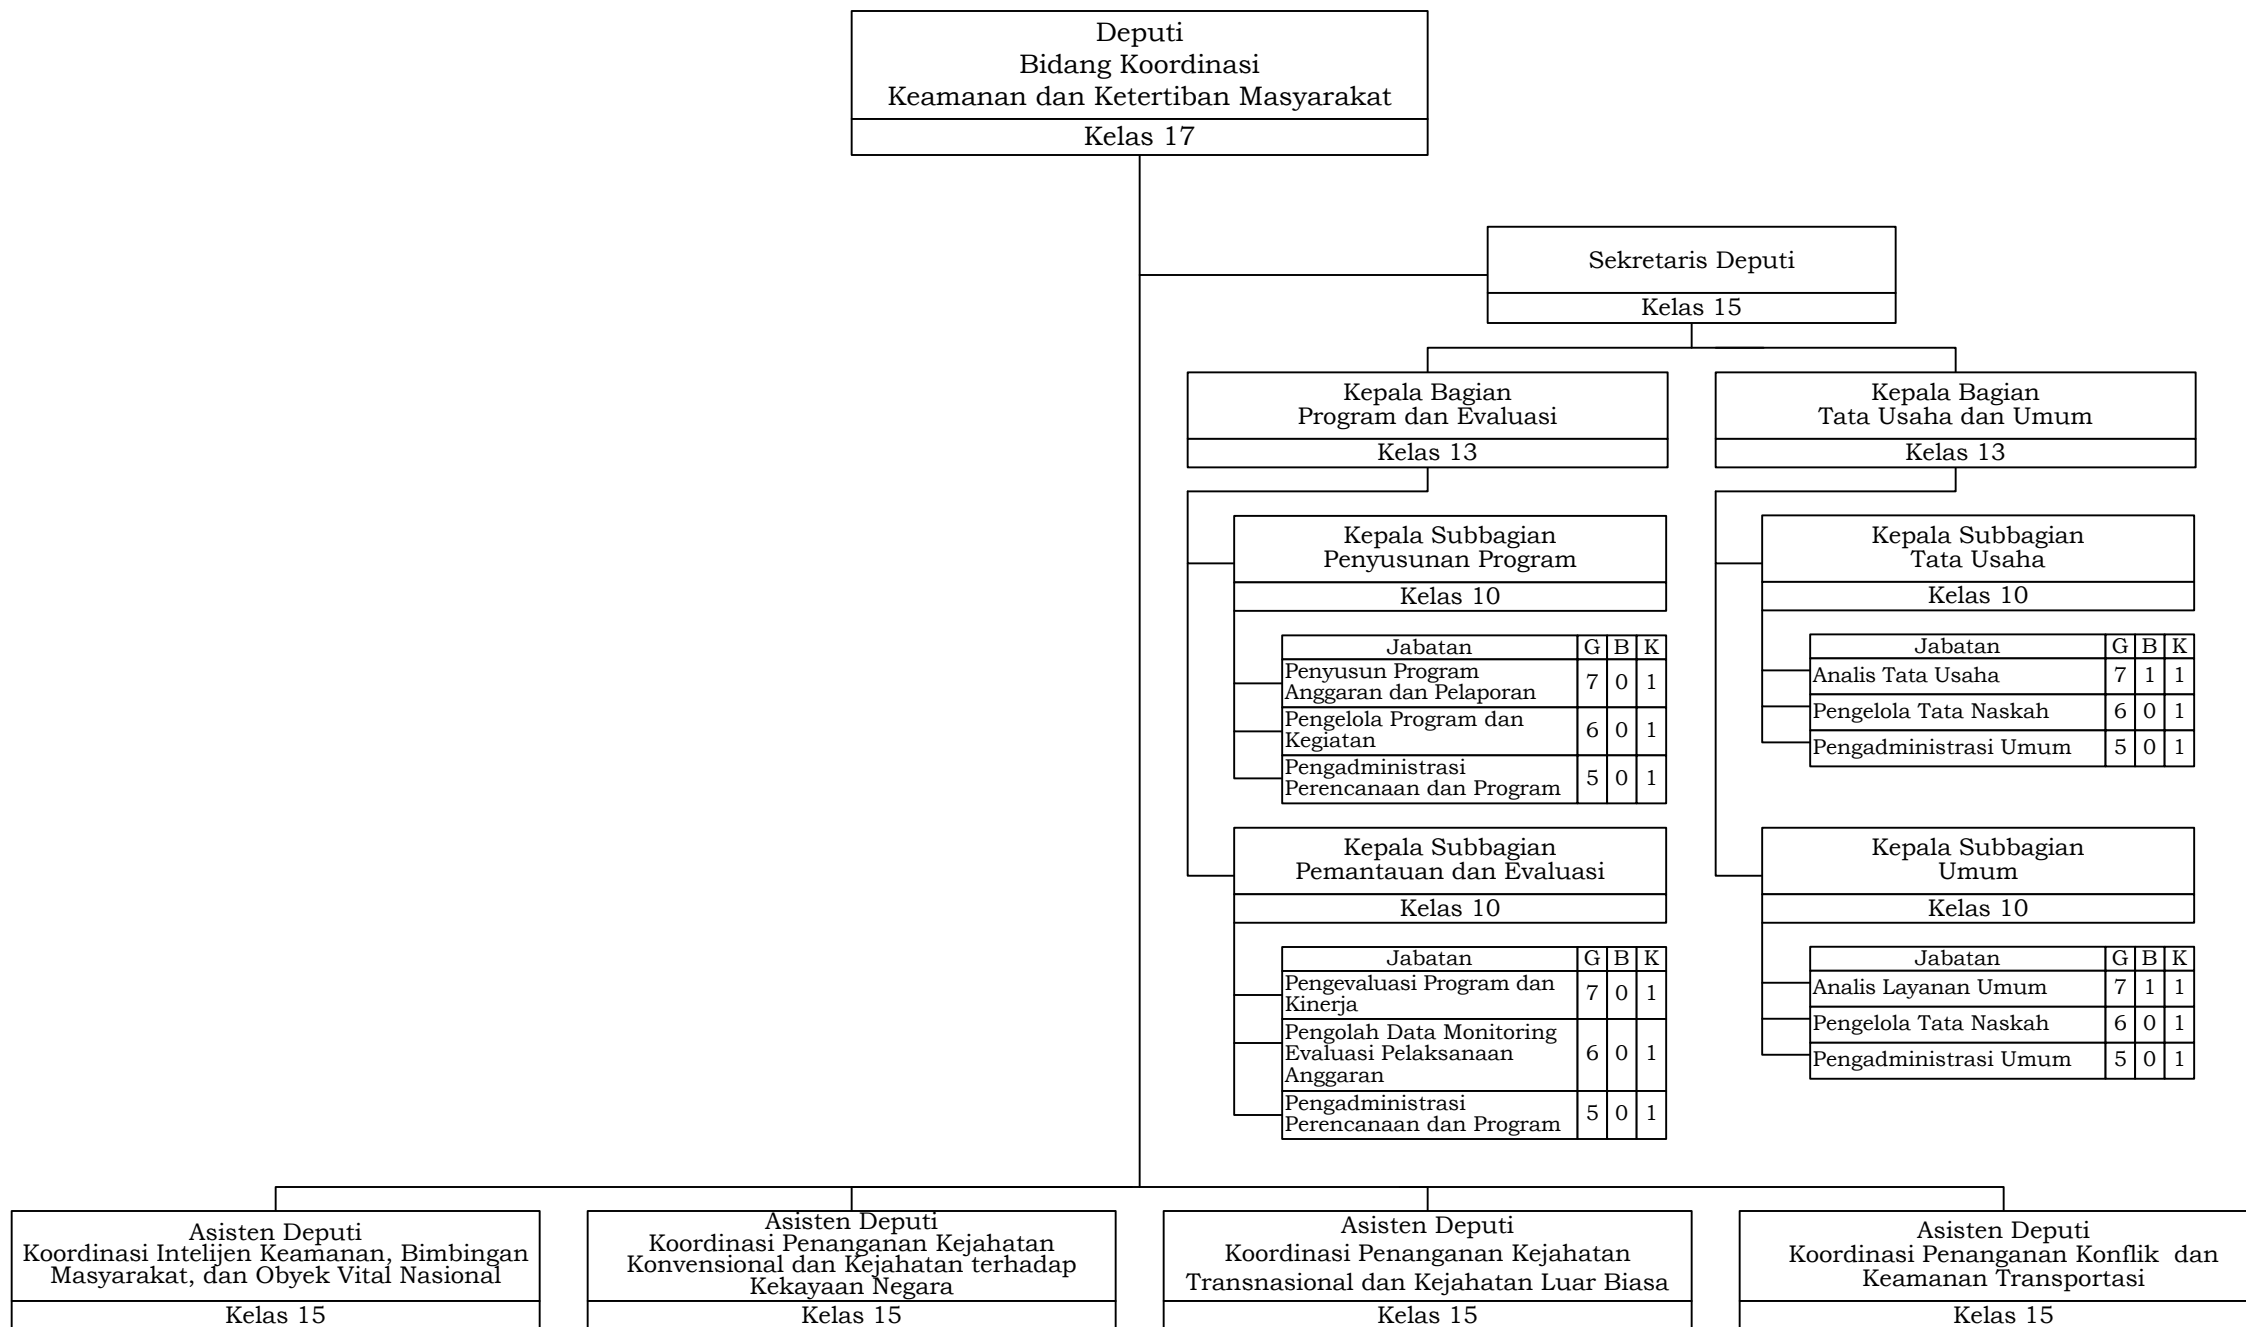 Deputi
Bidang Koordinasi
Keamanan dan Ketertiban Masyarakat
Kelas 17
Sekretaris Deputi
Kelas 15
Kepala Bagian
Program dan Evaluasi
Kelas 13
Kepala Subbagian
Penyusunan Program
Kelas 10
Jabatan G B K
Penyusun Program
Anggaran dan Pelaporan 7 0 1
Pengelola Program dan
Kegiatan 6 0 1
Pengadministrasi
Perencanaan dan Program 5 0 1
Kepala Subbagian
Pemantauan dan Evaluasi
Kelas 10
Jabatan G B K
Pengevaluasi Program dan
Kinerja 7 0 1
Pengolah Data Monitoring
Evaluasi Pelaksanaan 6 0 1
Anggaran
Pengadministrasi
Perencanaan dan Program 5 0 1
Kepala Bagian
Tata Usaha dan Umum
Kelas 13
Kepala Subbagian
Tata Usaha
Kelas 10
Jabatan G B K
Analis Tata Usaha 7 1 1
Pengelola Tata Naskah 6 0 1
Pengadministrasi Umum 5 0 1
Kepala Subbagian
Umum
Kelas 10
Jabatan G B K
Analis Layanan Umum 7 1 1
Pengelola Tata Naskah 6 0 1
Pengadministrasi Umum 5 0 1
Asisten Deputi
Koordinasi Intelijen Keamanan, Bimbingan
Masyarakat, dan Obyek Vital Nasional
Kelas 15
Asisten Deputi
Koordinasi Penanganan Kejahatan
Konvensional dan Kejahatan terhadap
Kekayaan Negara
Kelas 15
Asisten Deputi
Koordinasi Penanganan Kejahatan
Transnasional dan Kejahatan Luar Biasa
Kelas 15
Asisten Deputi
Koordinasi Penanganan Konflik dan
Keamanan Transportasi
Kelas 15